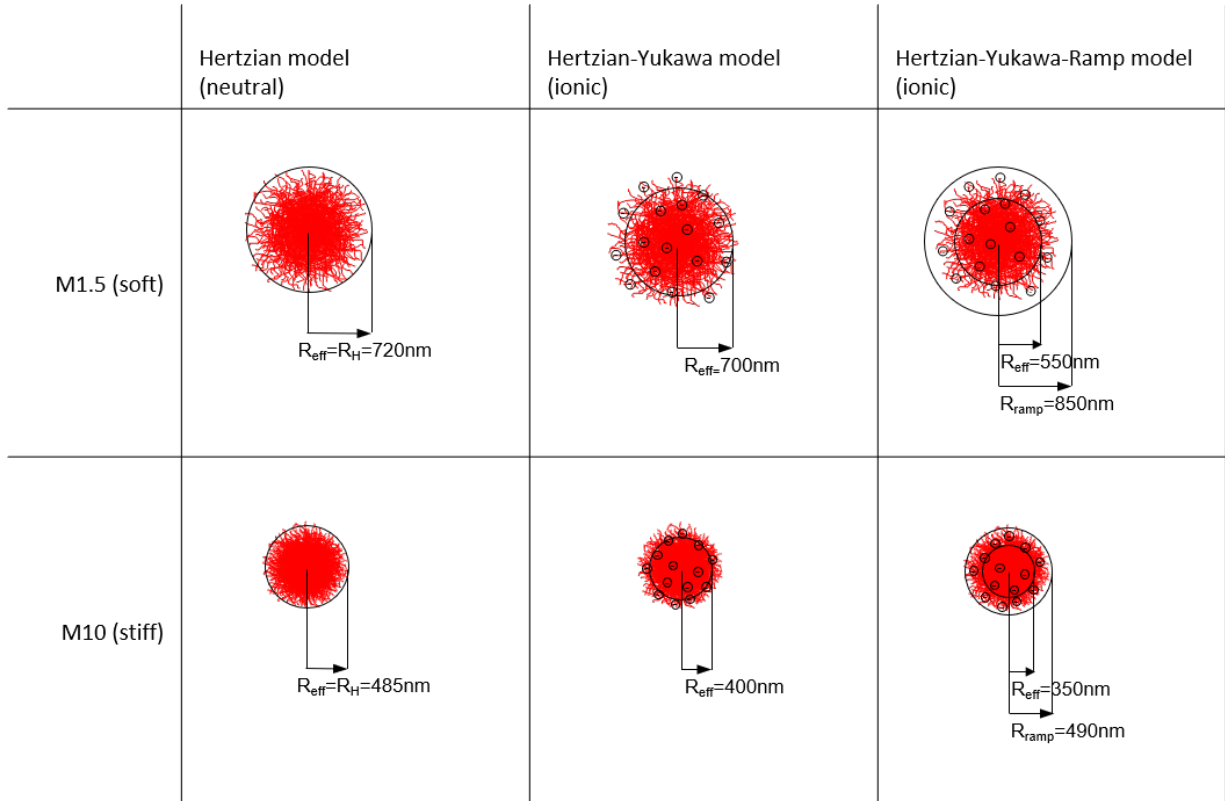 Hertzian model
(neutral)
Hertzian-Yukawa model
(ionic)
Hertzian-Yukawa-Ramp model
(ionic)
M1.5 (soft)
Reff=RH=720nm
Reff=700nm
Reff=550nm
Rramp=850nm
M10 (stiff)
Reff=RH=485nm
Reff=400nm
Reff=350nm
Rramp=490nm